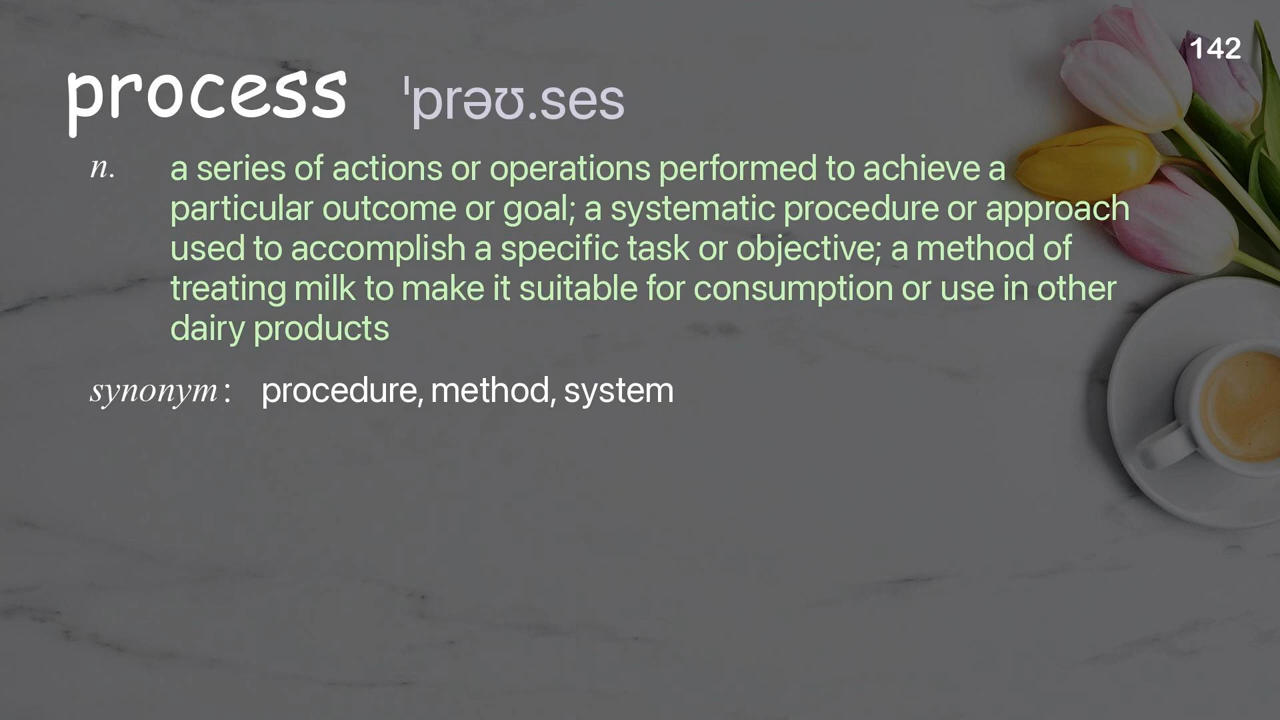 142
process ˈprəʊ.ses
n. a series of actions or operations performed to achieve a
particular outcome or goal; a systematic procedure or approach
used to accomplish a specific task or objective; a method of
treating milk to make it suitable for consumption or use in other
dairy products
synonym: procedure, method, system